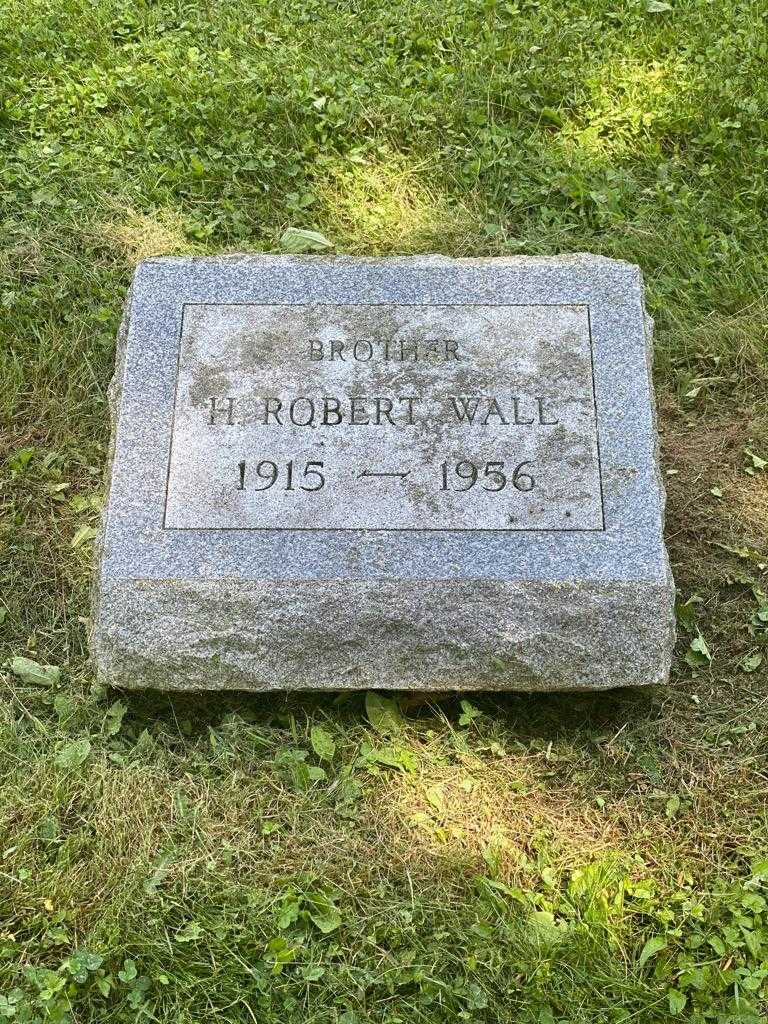 BROTHER
H. ROBERT WALL
1915 — 1956